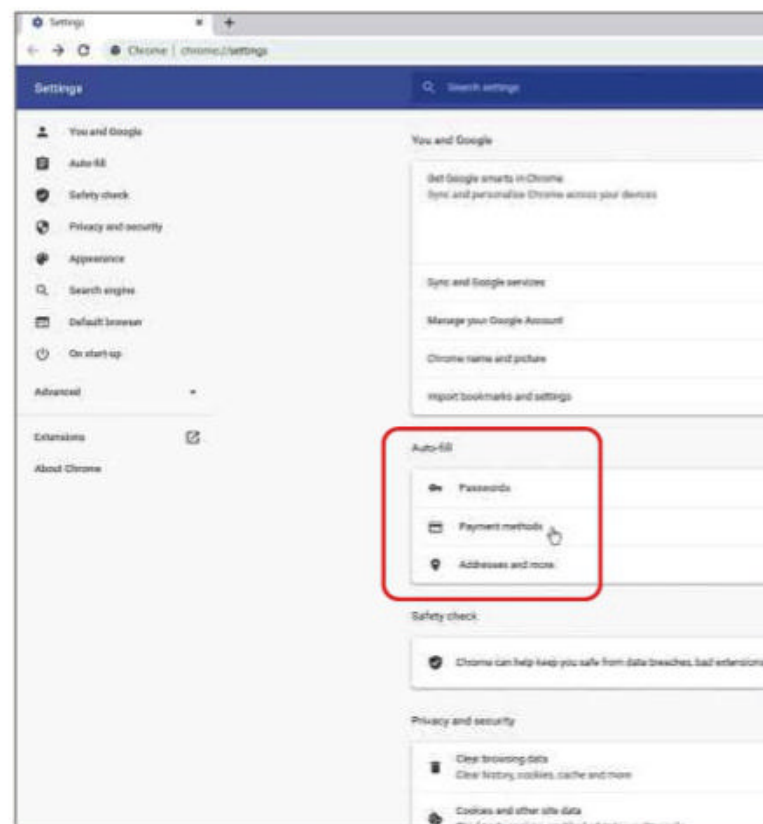 Settings
Chrome | chrome://settings
Settings
Search settings
You and Google
Auto-fill
Safety check
Privacy and security
Appearance
Search engine
Default browser
On start-up
Advanced
Extensions
About Chrome
You and Google
Get Google smarts in Chrome
Sync and personalise Chrome across your devices
Sync and Google services
Manage your Google Account
Chrome name and picture
Import bookmarks and settings
Auto-fill
Passwords
Payment methods
Addresses and more
Safety check
Chrome can help keep you safe from data breaches, bad extensions
Privacy and security
Clear browsing data
Clear history, cookies, cache and more
Cookies and other site data